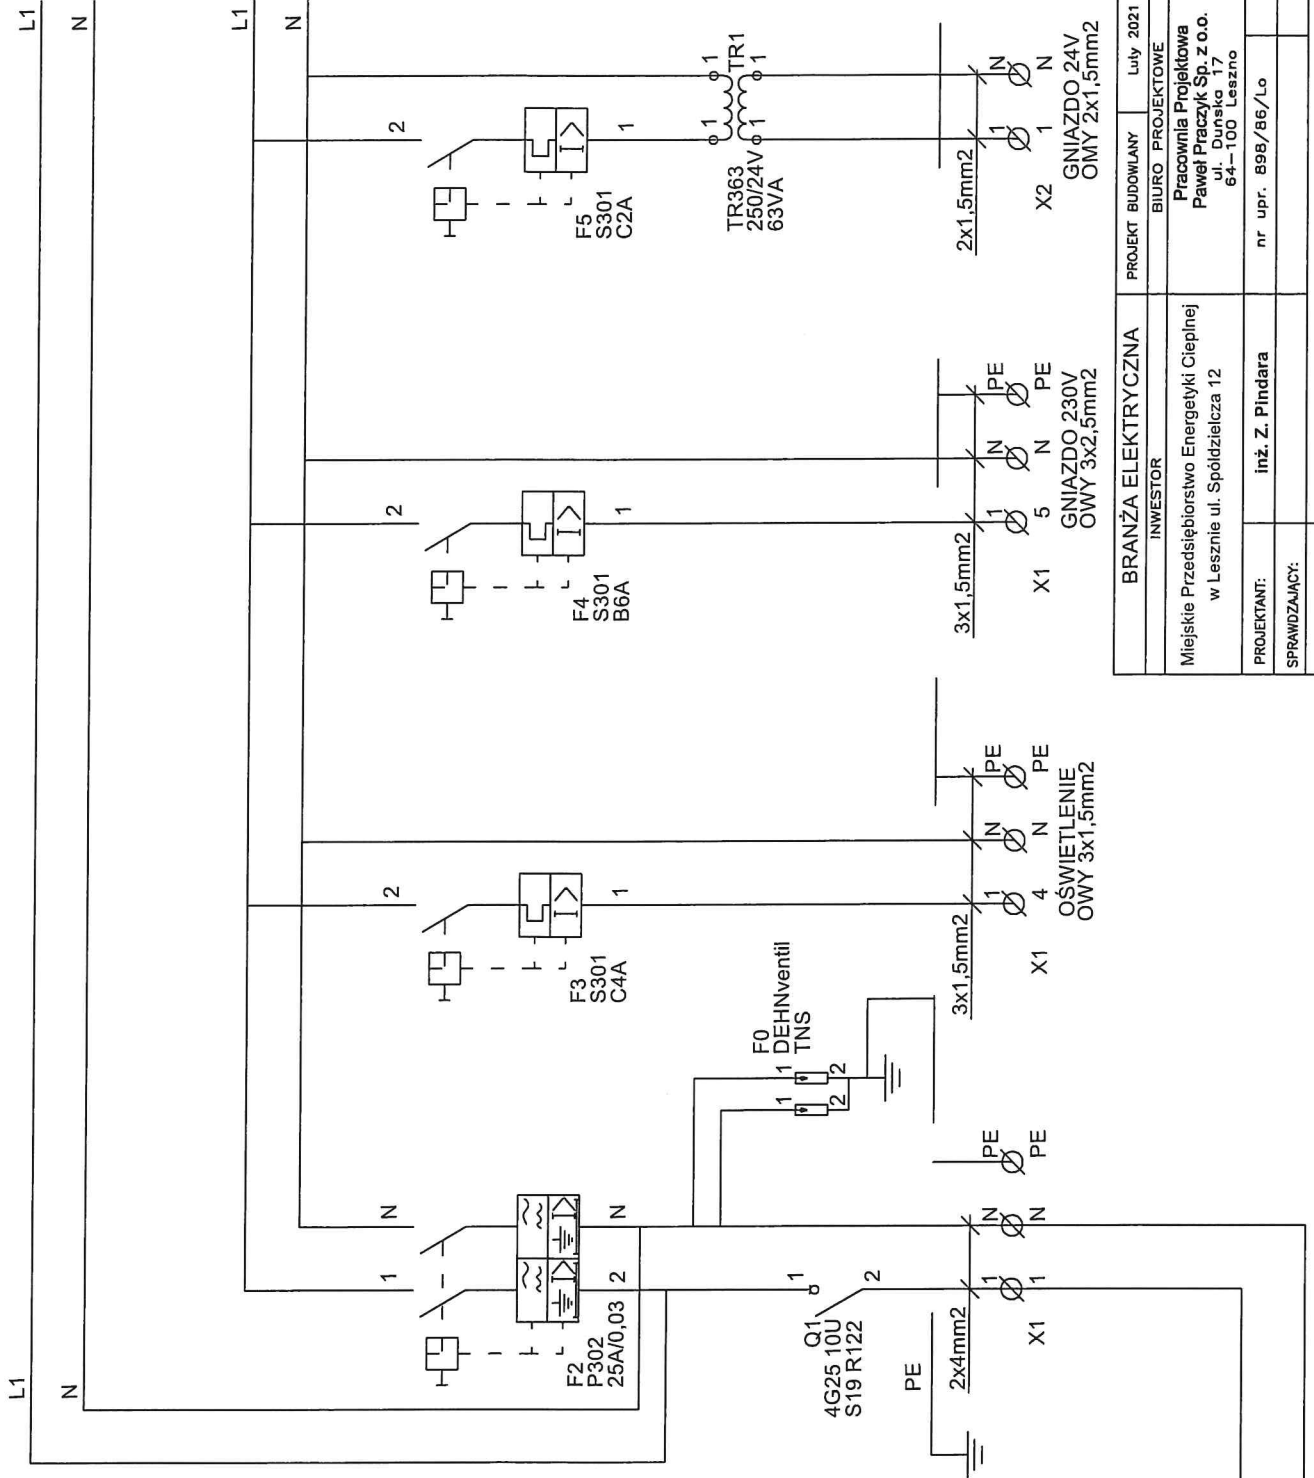 L1
N
L1
N
L1
N
1
N
F2
P302
25A/0,03
2
N
F0
DEHNventil
TNS
1
1
2
2
1
Q1
4G25 10U
S19 R122
2
PE
2x4mm2
1
N
PE
X1
1
N
PE
2
F3
S301
C4A
1
3x1,5mm2
1
N
PE
X1
4
N
PE
OŚWIETLENIE
OWY 3x1,5mm2
2
F4
S301
B6A
1
3x1,5mm2
1
N
PE
X1
5
N
PE
GNIAZDO 230V
OWY 3x2,5mm2
2
F5
S301
C2A
1
1
1
TR1
1
1
TR363
250/24V
63VA
2x1,5mm2
1
N
X2
1
N
GNIAZDO 24V
OMY 2x1,5mm2
BRANŻA ELEKTRYCZNA
PROJEKT BUDOWLANY
Luty 2021
INWESTOR
BIURO PROJEKTOWE
Miejskie Przedsiębiorstwo Energetyki Cieplnej
w Lesznie ul. Spółdzielcza 12
Pracownia Projektowa
Paweł Praczyk Sp. z o.o.
ul. Duńska 17
64-100 Leszno
PROJEKTANT:
inż. Z. Pindara
nr upr. 898/86/Lo
SPRAWDZAJĄCY: